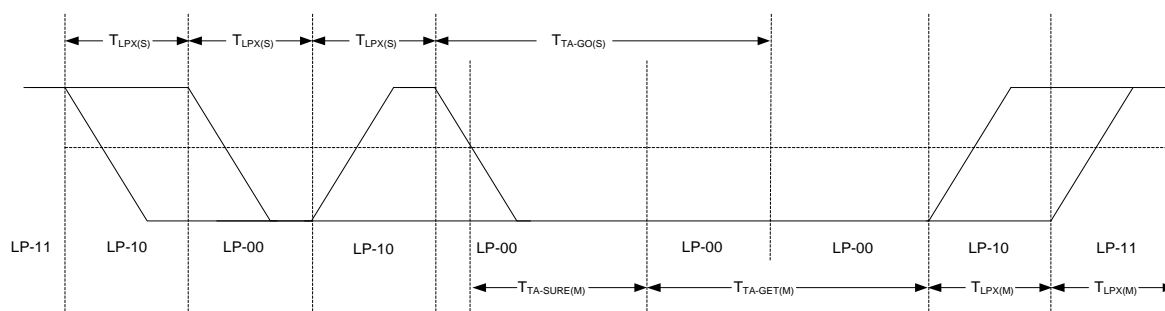 TLPX(S) TLPX(S) TLPX(S) TTA-GO(S)
LP-11 LP-10 LP-00 LP-10 LP-00 LP-00 LP-00 LP-10 LP-11
TTA-SURE(M) TTA-GET(M) TLPX(M) TLPX(M)